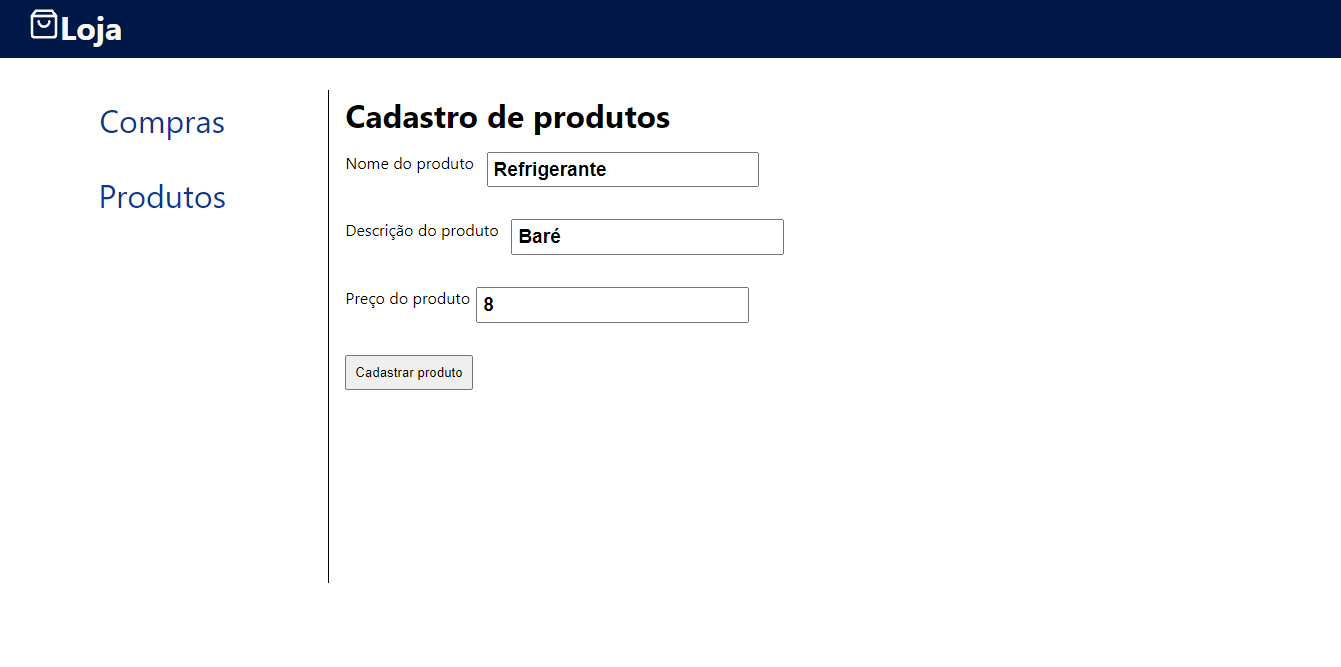 Loja
Compras
Produtos
Cadastro de produtos
Nome do produto Refrigerante
Descrição do produto Baré
Preço do produto 8
Cadastrar produto